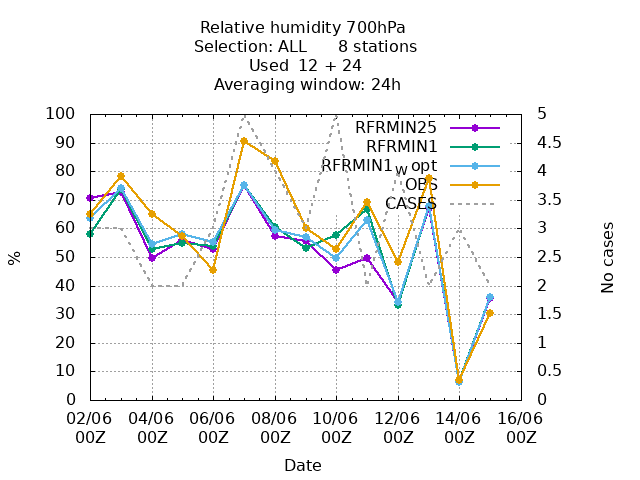 Relative humidity 700hPa
Selection: ALL      8 stations
Used  12 + 24
Averaging window: 24h
%
No cases
100
90
80
70
60
50
40
30
20
10
0
5
4.5
4
3.5
3
2.5
2
1.5
1
0.5
0
RFRMIN25
RFRMIN1
RFRMIN1w opt
OBS
CASES
02/06 04/06 06/06 08/06 10/06 12/06 14/06 16/06
00Z 00Z 00Z 00Z 00Z 00Z 00Z 00Z
Date